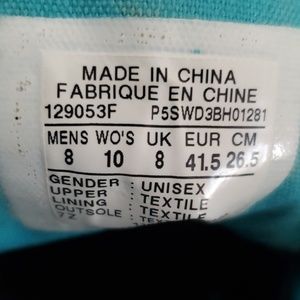 MADE IN CHINA
FABRIQUE EN CHINE
129053F P5SWD3BH01281
MENS WO'S UK EUR CM
8 10 8 41.5 26.5
GENDER : UNISEX
UPPER : TEXTILE
LINING : TEXTILE
OUTSOLE